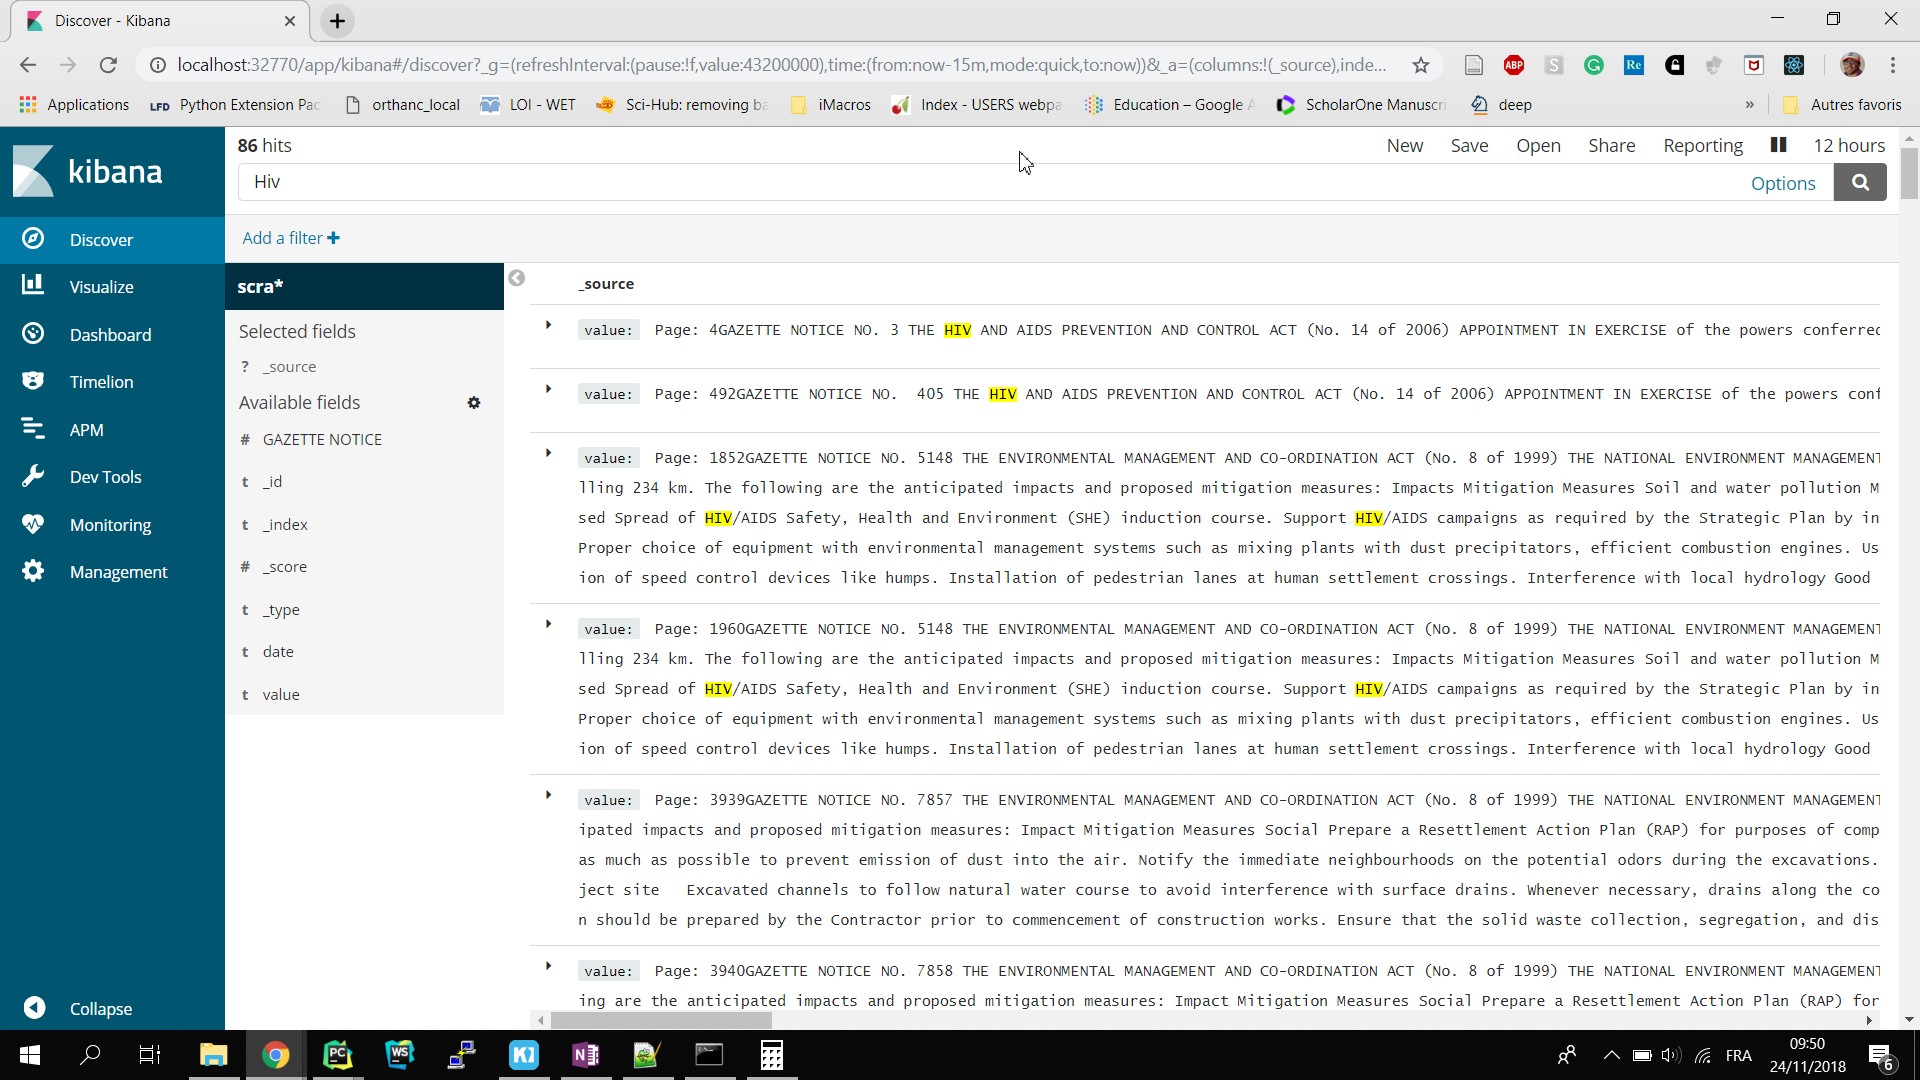 Discover - Kibana
localhost:32770/app/kibana#/discover?_g=(refreshInterval:(pause:!f,value:43200000),time:(from:now-15m,mode:quick,to:now))&_a=(columns:!(_source),inde...
ABP
S
Re
Applications
LFD Python Extension Pac
orthanc_local
LOI - WET
Sci-Hub: removing ba
iMacros
Index - USERS webpa
Education – Google A
ScholarOne Manuscri
deep
»
Autres favoris
kibana
86 hits
New Save Open Share Reporting 12 hours
Hiv
Options
Discover
Add a filter +
Visualize
Dashboard
Timelion
APM
Dev Tools
Monitoring
Management
Collapse
scra*
Selected fields
? _source
Available fields
# GAZETTE NOTICE
t _id
t _index
# _score
t _type
t date
t value
_source
value: Page: 4GAZETTE NOTICE NO. 3 THE HIV AND AIDS PREVENTION AND CONTROL ACT (No. 14 of 2006) APPOINTMENT IN EXERCISE of the powers conferred
value: Page: 492GAZETTE NOTICE NO. 405 THE HIV AND AIDS PREVENTION AND CONTROL ACT (No. 14 of 2006) APPOINTMENT IN EXERCISE of the powers conf
value: Page: 1852GAZETTE NOTICE NO. 5148 THE ENVIRONMENTAL MANAGEMENT AND CO-ORDINATION ACT (No. 8 of 1999) THE NATIONAL ENVIRONMENT MANAGEMENT
lling 234 km. The following are the anticipated impacts and proposed mitigation measures: Impacts Mitigation Measures Soil and water pollution M
sed Spread of HIV/AIDS Safety, Health and Environment (SHE) induction course. Support HIV/AIDS campaigns as required by the Strategic Plan by in
Proper choice of equipment with environmental management systems such as mixing plants with dust precipitators, efficient combustion engines. Us
ion of speed control devices like humps. Installation of pedestrian lanes at human settlement crossings. Interference with local hydrology Good
value: Page: 1960GAZETTE NOTICE NO. 5148 THE ENVIRONMENTAL MANAGEMENT AND CO-ORDINATION ACT (No. 8 of 1999) THE NATIONAL ENVIRONMENT MANAGEMENT
lling 234 km. The following are the anticipated impacts and proposed mitigation measures: Impacts Mitigation Measures Soil and water pollution M
sed Spread of HIV/AIDS Safety, Health and Environment (SHE) induction course. Support HIV/AIDS campaigns as required by the Strategic Plan by in
Proper choice of equipment with environmental management systems such as mixing plants with dust precipitators, efficient combustion engines. Us
ion of speed control devices like humps. Installation of pedestrian lanes at human settlement crossings. Interference with local hydrology Good
value: Page: 3939GAZETTE NOTICE NO. 7857 THE ENVIRONMENTAL MANAGEMENT AND CO-ORDINATION ACT (No. 8 of 1999) THE NATIONAL ENVIRONMENT MANAGEMENT
ipated impacts and proposed mitigation measures: Impact Mitigation Measures Social Prepare a Resettlement Action Plan (RAP) for purposes of comp
as much as possible to prevent emission of dust into the air. Notify the immediate neighbourhoods on the potential odors during the excavations.
ject site Excavated channels to follow natural water course to avoid interference with surface drains. Whenever necessary, drains along the co
n should be prepared by the Contractor prior to commencement of construction works. Ensure that the solid waste collection, segregation, and dis
value: Page: 3940GAZETTE NOTICE NO. 7858 THE ENVIRONMENTAL MANAGEMENT AND CO-ORDINATION ACT (No. 8 of 1999) THE NATIONAL ENVIRONMENT MANAGEMENT
ing are the anticipated impacts and proposed mitigation measures: Impact Mitigation Measures Social Prepare a Resettlement Action Plan (RAP) for
PC
WS
N
FRA
09:50
24/11/2018
6